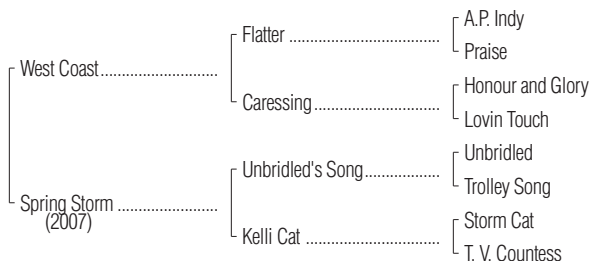 A.P. Indy
Flatter ........................................
Praise
West Coast...............................
Honour and Glory
Caressing.................................
Lovin Touch
Unbridled
Unbridled's Song....................
Trolley Song
Spring Storm ..........................
(2007)
Storm Cat
Kelli Cat ...................................
T. V. Countess